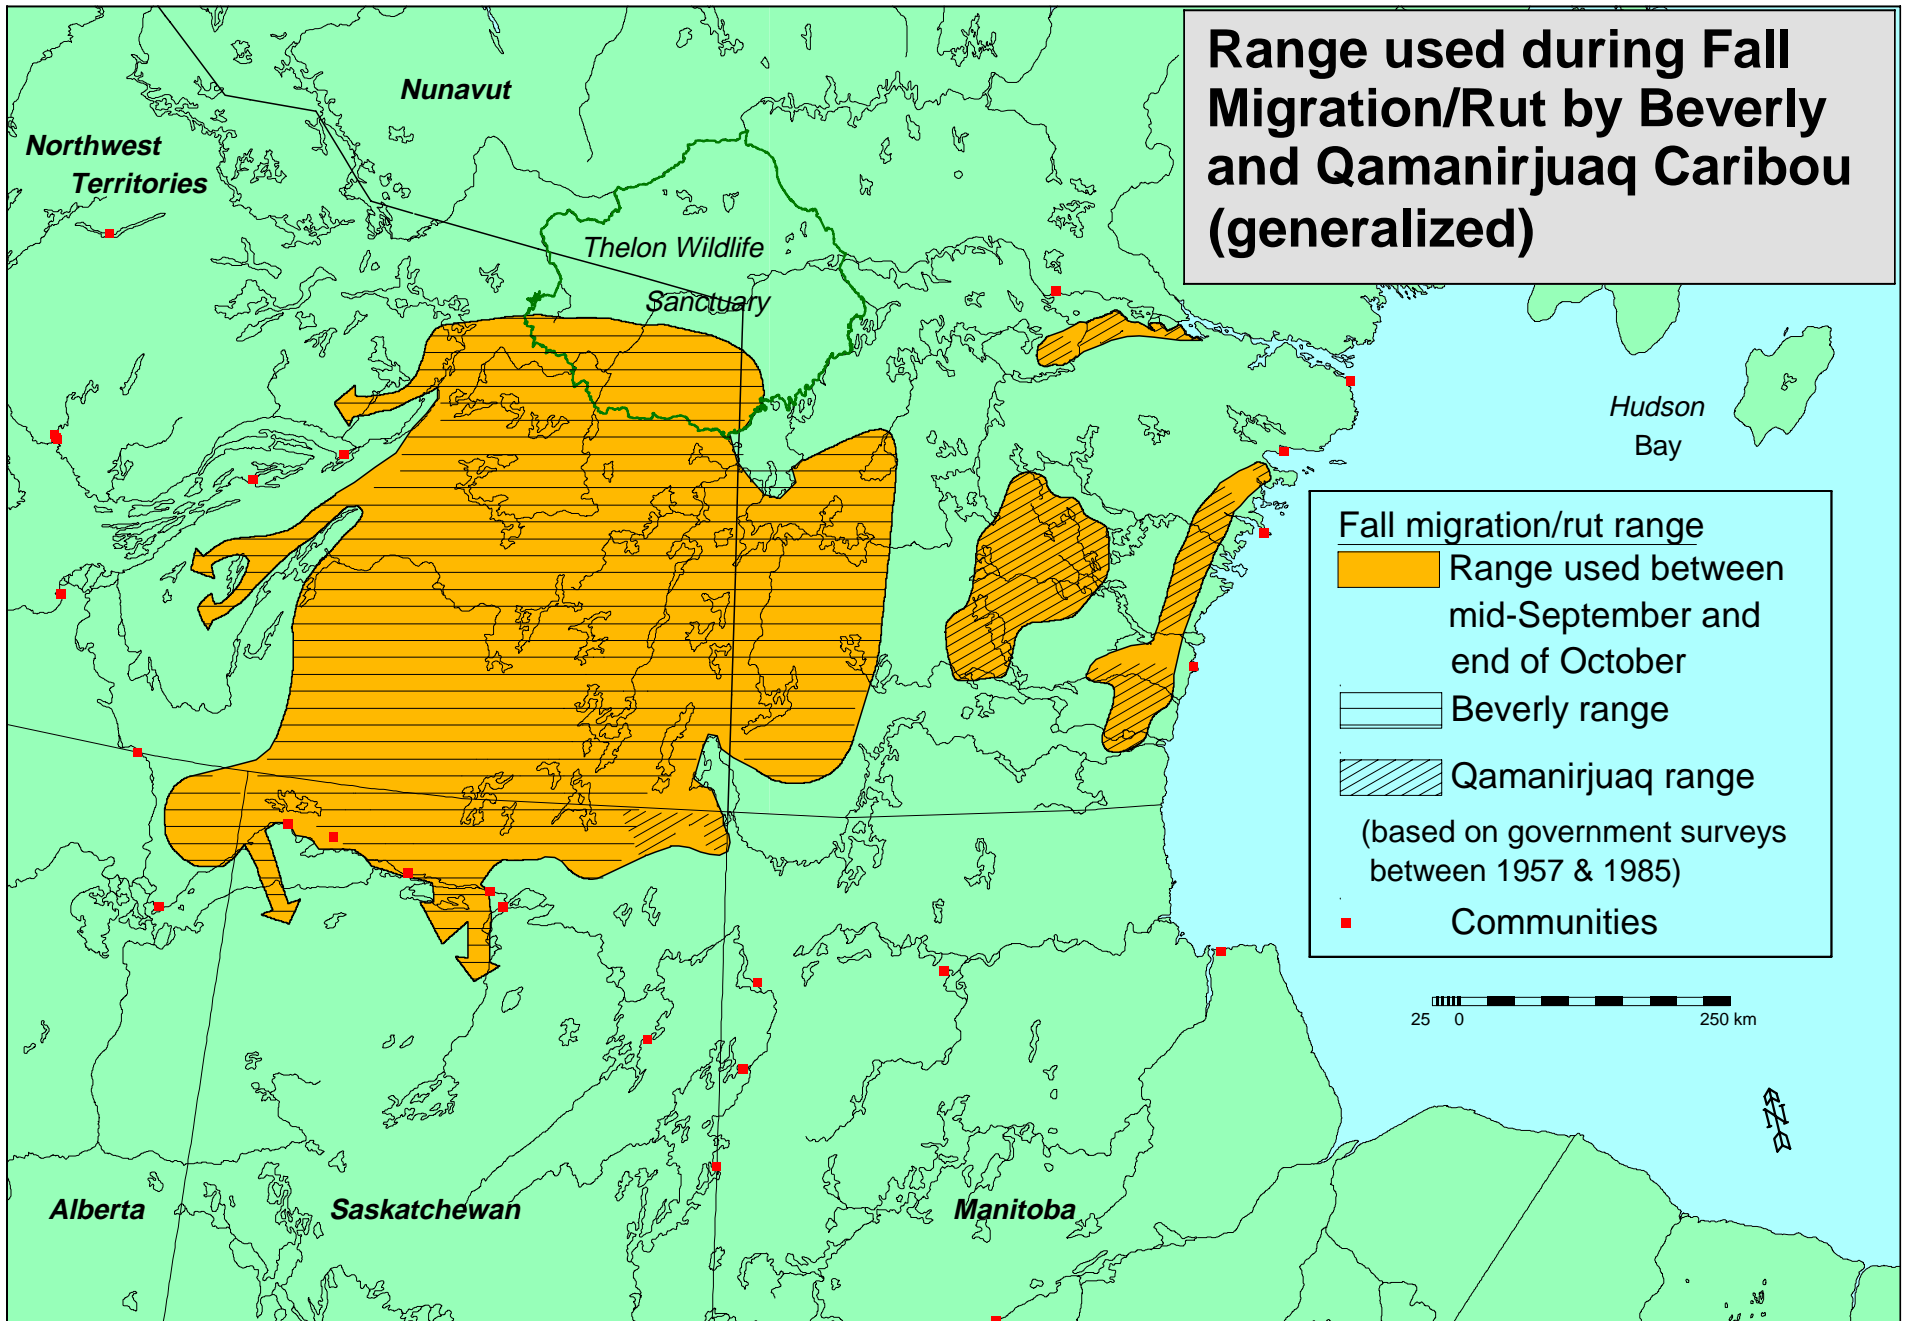 Range used during Fall
Migration/Rut by Beverly
and Qamanirjuaq Caribou
(generalized)
Nunavut
Northwest
Territories
Thelon Wildlife
Sanctuary
Hudson
Bay
Fall migration/rut range
Range used between
mid-September and
end of October
Beverly range
Qamanirjuaq range
(based on government surveys
between 1957 & 1985)
Communities
25 0 250 km
N
Alberta
Saskatchewan
Manitoba